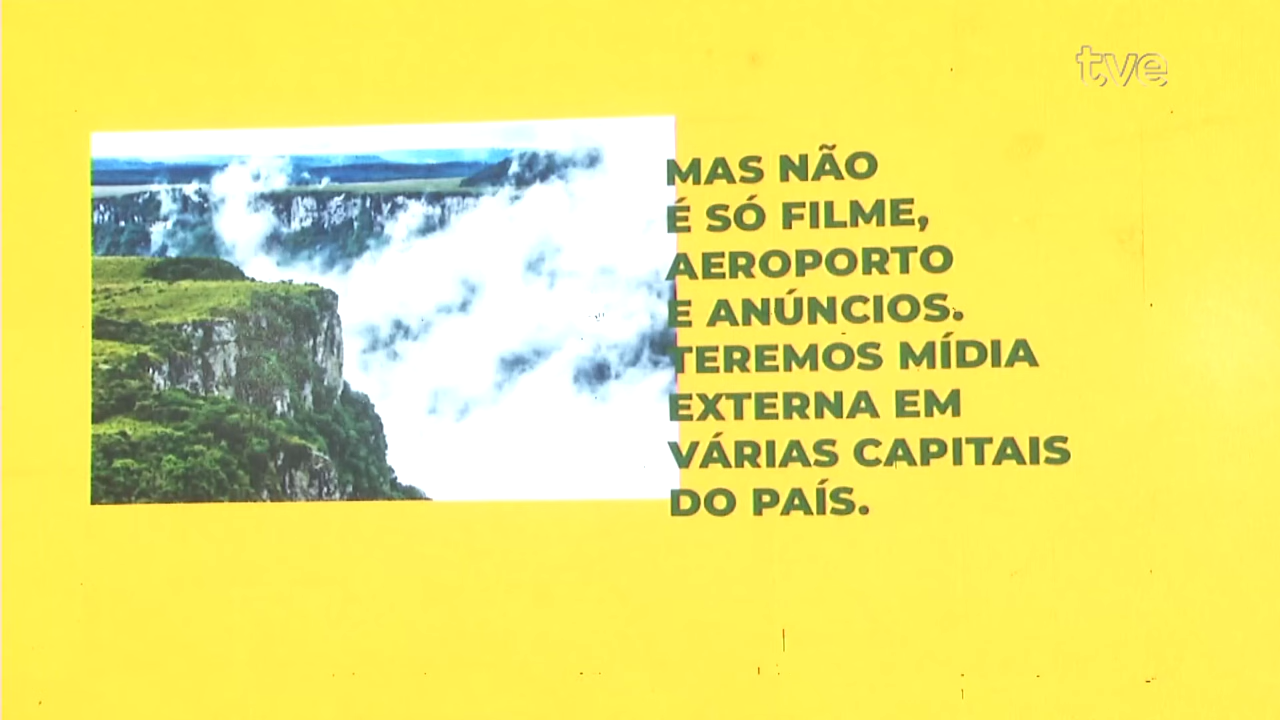 tve
MAS NÃO
É SÓ FILME,
AEROPORTO
E ANÚNCIOS.
TEREMOS MÍDIA
EXTERNA EM
VÁRIAS CAPITAIS
DO PAÍS.